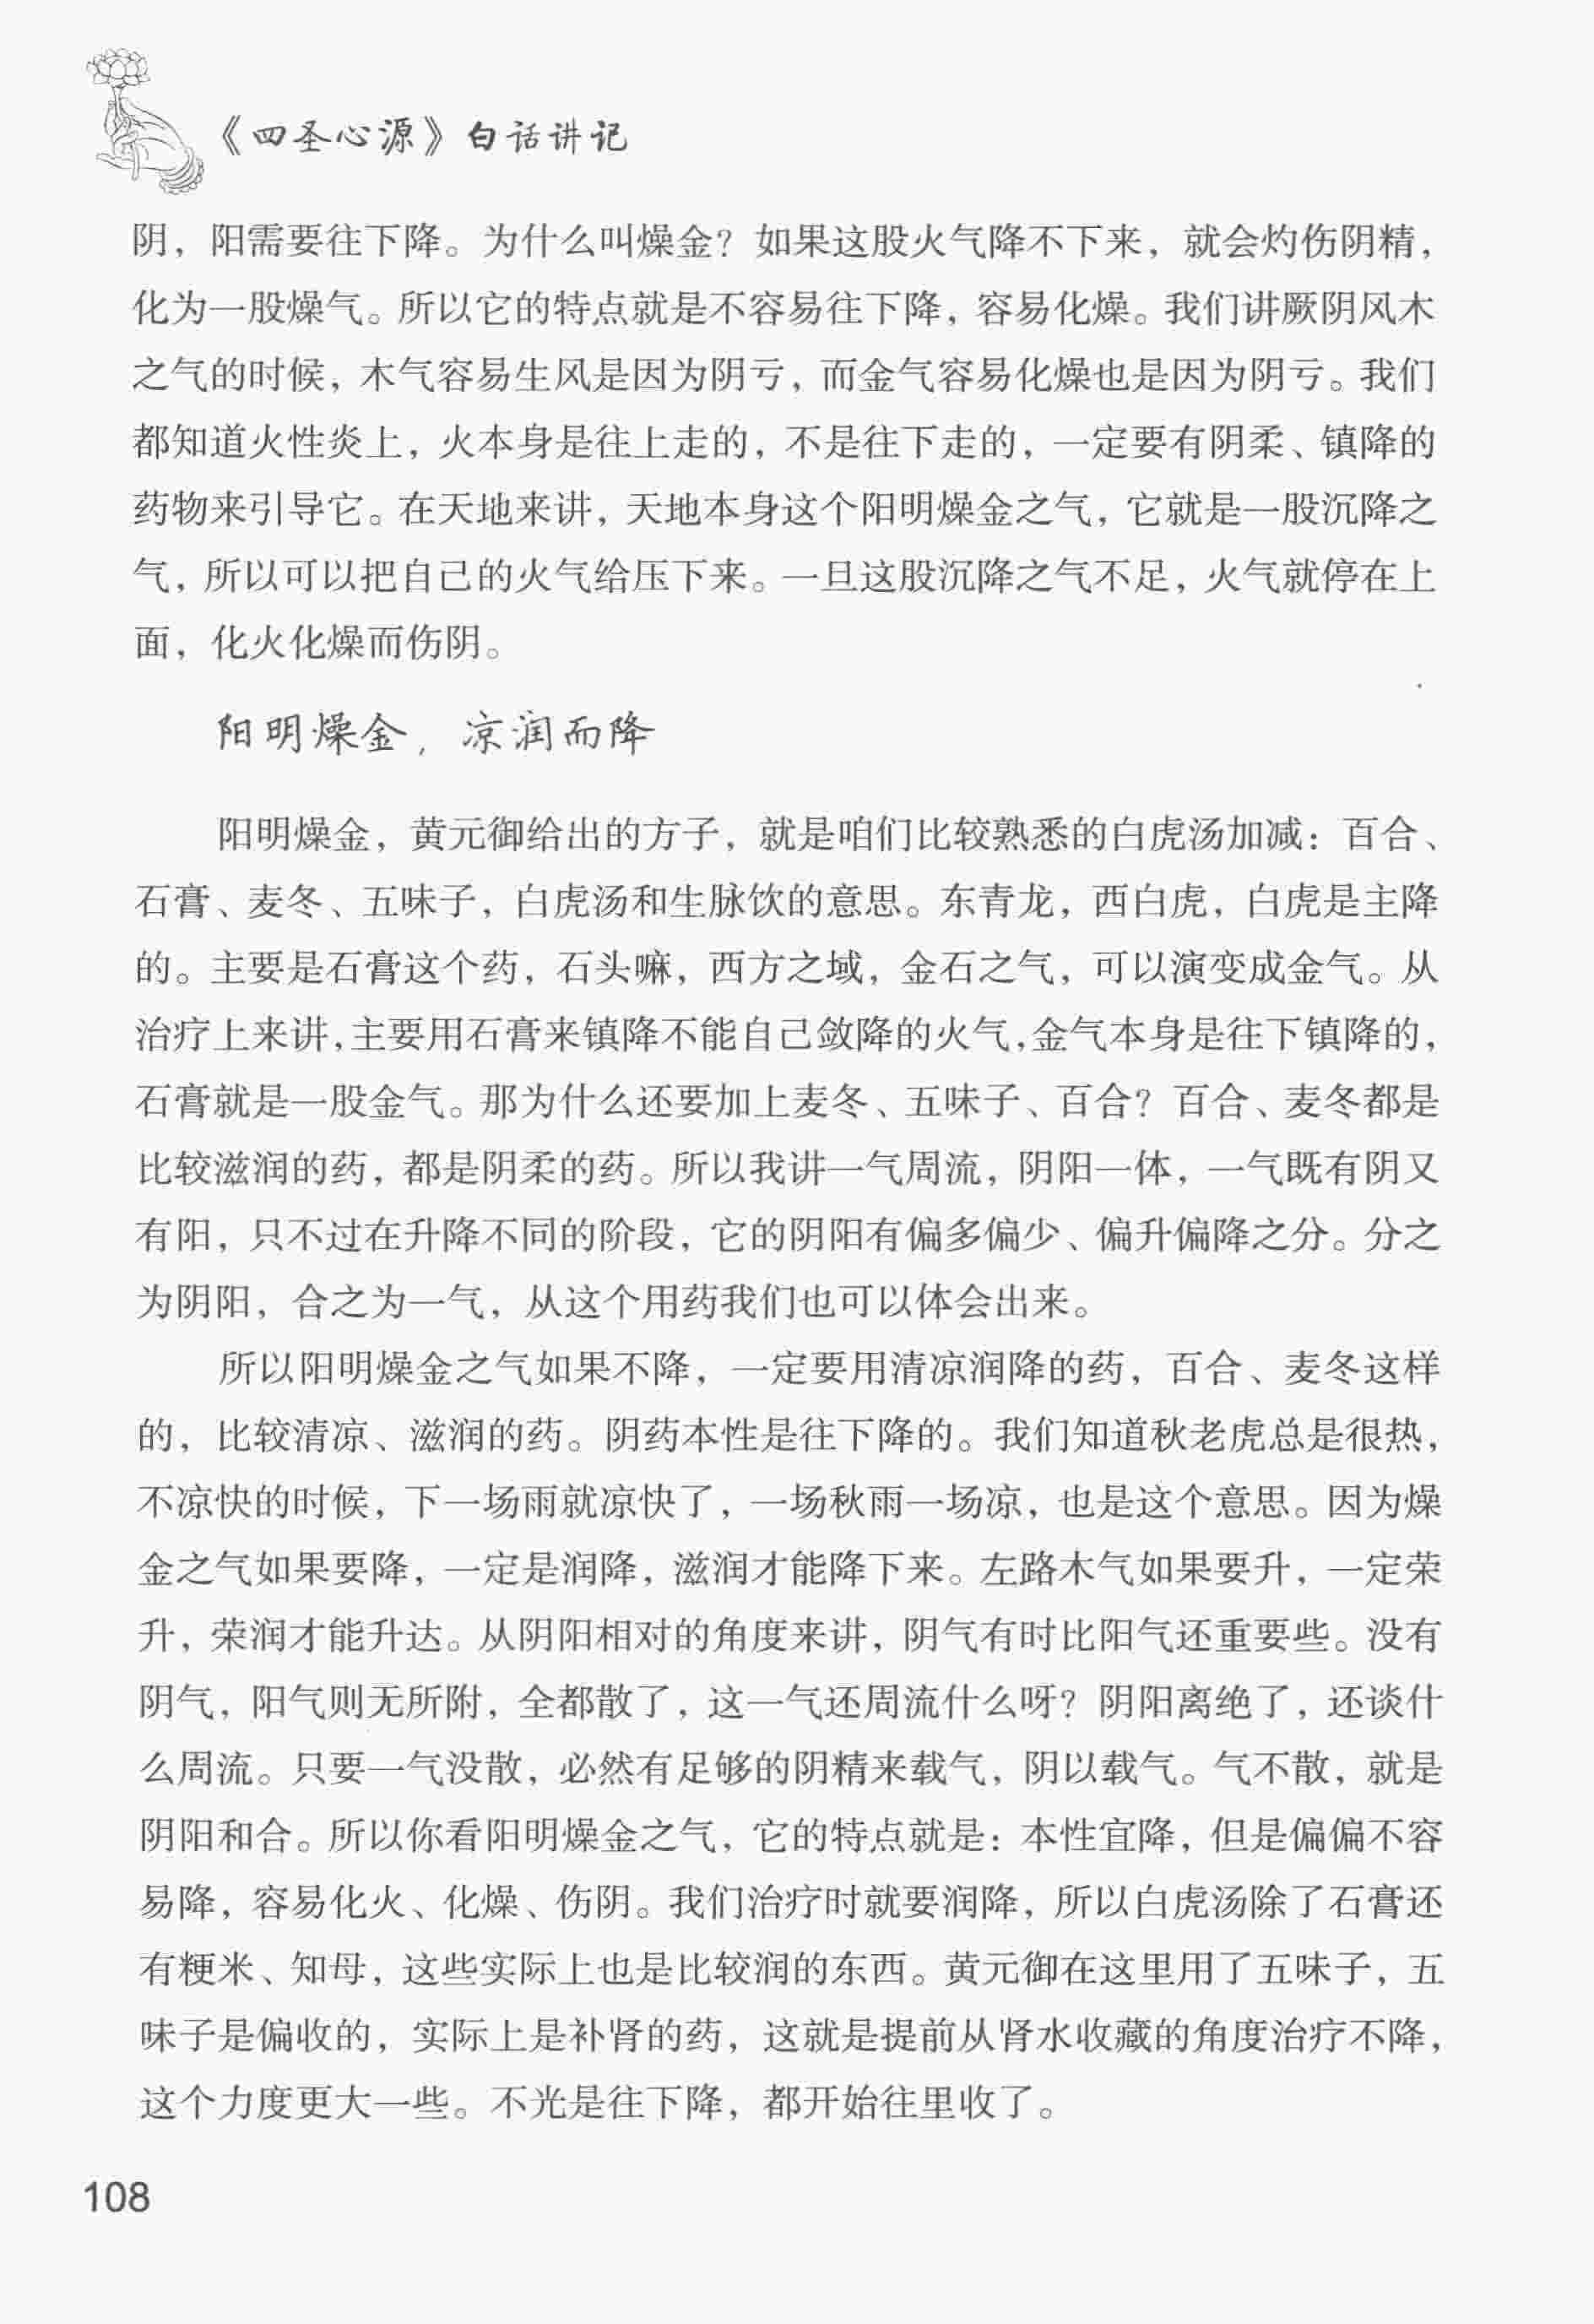 《四圣心源》白话讲记
阴，阳需要往下降。为什么叫燥金？如果这股火气降不下来，就会灼伤阴精，
化为一股燥气。所以它的特点就是不容易往下降，容易化燥。我们讲厥阴风木
之气的时候，木气容易生风是因为阴亏，而金气容易化燥也是因为阴亏。我们
都知道火性炎上，火本身是往上走的，不是往下走的，一定要有阴柔、镇降的
药物来引导它。在天地来讲，天地本身这个阳明燥金之气，它就是一股沉降之
气，所以可以把自己的火气给压下来。一旦这股沉降之气不足，火气就停在上
面，化火化燥而伤阴。
阳明燥金，凉润而降
阳明燥金，黄元御给出的方子，就是咱们比较熟悉的白虎汤加减：百合、
石膏、麦冬、五味子，白虎汤和生脉饮的意思。东青龙，西白虎，白虎是主降
的。主要是石膏这个药，石头嘛，西方之域，金石之气，可以演变成金气。从
治疗上来讲，主要用石膏来镇降不能自己敛降的火气，金气本身是往下镇降的，
石膏就是一股金气。那为什么还要加上麦冬、五味子、百合？百合、麦冬都是
比较滋润的药，都是阴柔的药。所以我讲一气周流，阴阳一体，一气既有阴又
有阳，只不过在升降不同的阶段，它的阴阳有偏多偏少、偏升偏降之分。分之
为阴阳，合之为一气，从这个用药我们也可以体会出来。
所以阳明燥金之气如果不降，一定要用清凉润降的药，百合、麦冬这样
的，比较清凉、滋润的药。阴药本性是往下降的。我们知道秋老虎总是很热，
不凉快的时候，下一场雨就凉快了，一场秋雨一场凉，也是这个意思。因为燥
金之气如果要降，一定是润降，滋润才能降下来。左路木气如果要升，一定荣
升，荣润才能升达。从阴阳相对的角度来讲，阴气有时比阳气还重要些。没有
阴气，阳气则无所附，全都散了，这一气还周流什么呀？阴阳离绝了，还谈什
么周流。只要一气没散，必然有足够的阴精来载气，阴以载气。气不散，就是
阴阳和合。所以你看阳明燥金之气，它的特点就是：本性宜降，但是偏偏不容
易降，容易化火、化燥、伤阴。我们治疗时就要润降，所以白虎汤除了石膏还
有粳米、知母，这些实际上也是比较润的东西。黄元御在这里用了五味子，五
味子是偏收的，实际上是补肾的药，这就是提前从肾水收藏的角度治疗不降，
这个力度更大一些。不光是往下降，都开始往里收了。
108